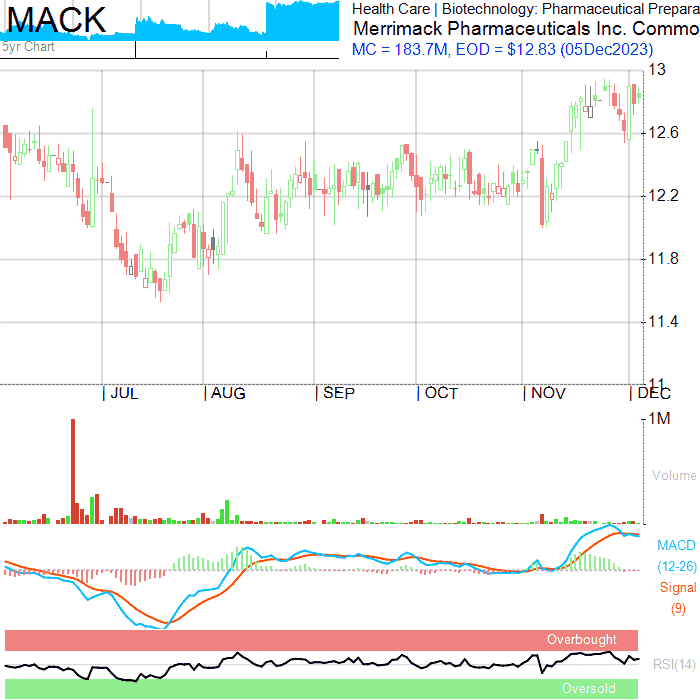 MACK
5yr Chart
Health Care | Biotechnology: Pharmaceutical Prepara
Merrimack Pharmaceuticals Inc. Commo
MC = 183.7M, EOD = $12.83 (05Dec2023)
13
12.6
12.2
11.8
11.4
11
JUL AUG SEP OCT NOV DEC
1M
Volume
MACD
(12-26)
Signal
(9)
Overbought
RSI(14)
Oversold